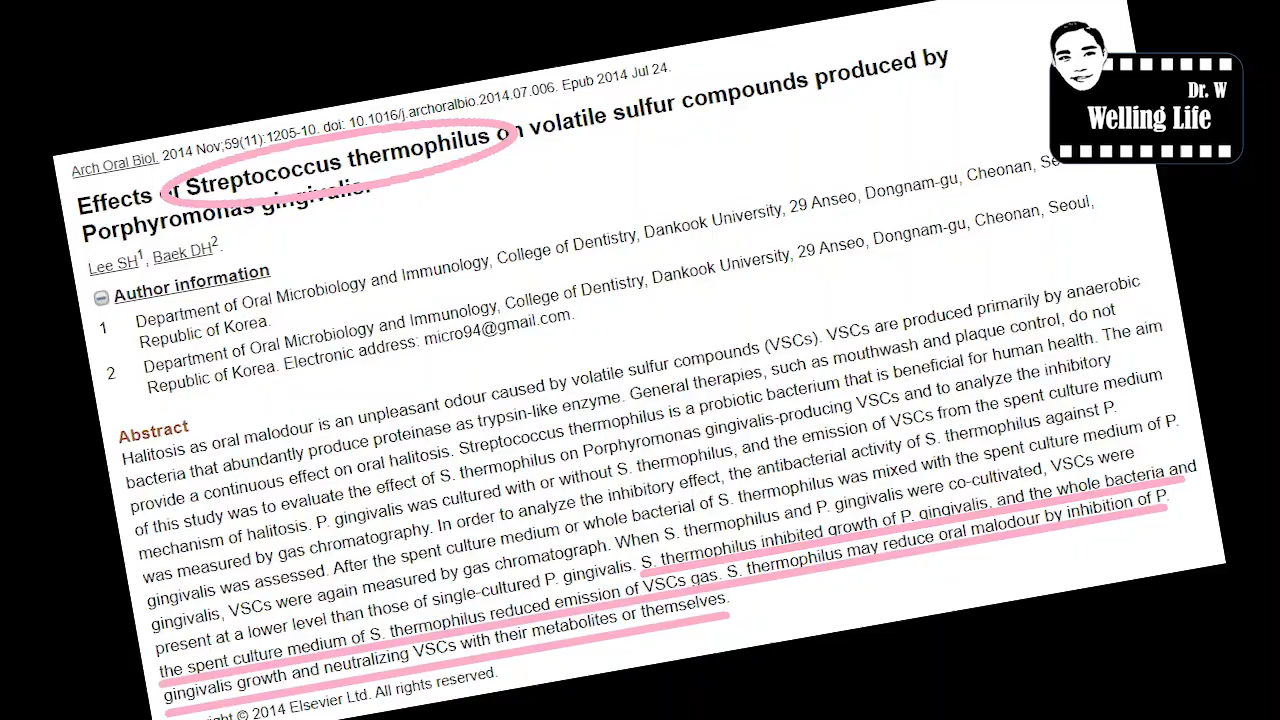 Dr. W
Welling Life
Arch Oral Biol. 2014 Nov;59(11):1205-10. doi: 10.1016/j.archoralbio.2014.07.006. Epub 2014 Jul 24.
Effects of Streptococcus thermophilus on volatile sulfur compounds produced by
Porphyromonas gingivalis.
Lee SH1, Baek DH2.
Author information
1 Department of Oral Microbiology and Immunology, College of Dentistry, Dankook University, 29 Anseo, Dongnam-gu, Cheonan,
Republic of Korea.
2 Department of Oral Microbiology and Immunology, College of Dentistry, Dankook University, 29 Anseo, Dongnam-gu, Cheonan, Seoul,
Republic of Korea. Electronic address: micro94@gmail.com.
Abstract
Halitosis as oral malodour is an unpleasant odour caused by volatile sulfur compounds (VSCs). VSCs are produced primarily by anaerobic
bacteria that abundantly produce proteinase as trypsin-like enzyme. General therapies, such as mouthwash and plaque control, do not
provide a continuous effect on oral halitosis. Streptococcus thermophilus is a probiotic bacterium that is beneficial for human health. The aim
of this study was to evaluate the effect of S. thermophilus on Porphyromonas gingivalis-producing VSCs and to analyze the inhibitory
mechanism of halitosis. P. gingivalis was cultured with or without S. thermophilus, and the emission of VSCs from the spent culture medium
was measured by gas chromatography. In order to analyze the inhibitory effect, the antibacterial activity of S. thermophilus against P.
gingivalis was assessed. After the spent culture medium or whole bacterial of S. thermophilus was mixed with the spent culture medium of P.
gingivalis, VSCs were again measured by gas chromatograph. When S. thermophilus and P. gingivalis were co-cultivated, VSCs were
present at a lower level than those of single-cultured P. gingivalis. S. thermophilus inhibited growth of P. gingivalis, and the whole bacteria and
the spent culture medium of S. thermophilus reduced emission of VSCs gas. S. thermophilus may reduce oral malodour by inhibition of P.
gingivalis growth and neutralizing VSCs with their metabolites or themselves.
© 2014 Elsevier Ltd. All rights reserved.